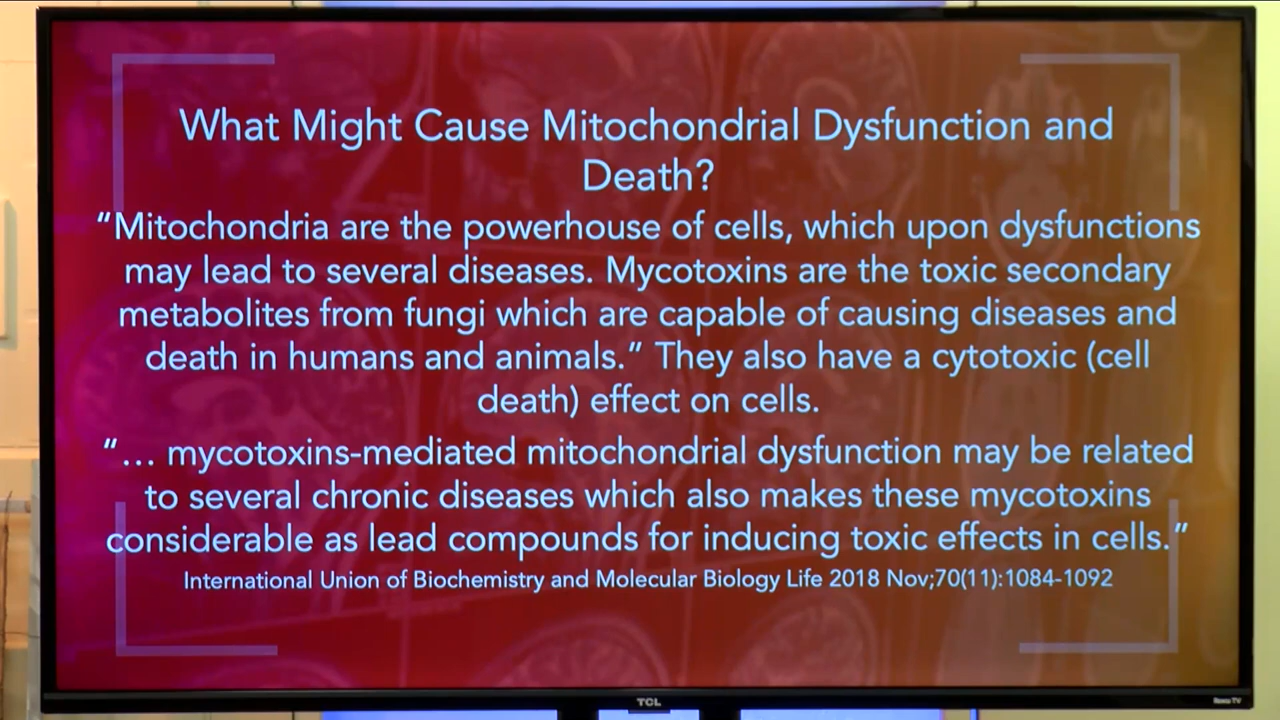 What Might Cause Mitochondrial Dysfunction and
Death?
“Mitochondria are the powerhouse of cells, which upon dysfunctions
may lead to several diseases. Mycotoxins are the toxic secondary
metabolites from fungi which are capable of causing diseases and
death in humans and animals.” They also have a cytotoxic (cell
death) effect on cells.
“… mycotoxins-mediated mitochondrial dysfunction may be related
to several chronic diseases which also makes these mycotoxins
considerable as lead compounds for inducing toxic effects in cells.”
International Union of Biochemistry and Molecular Biology Life 2018 Nov;70(11):1084-1092
TCL
Roku TV